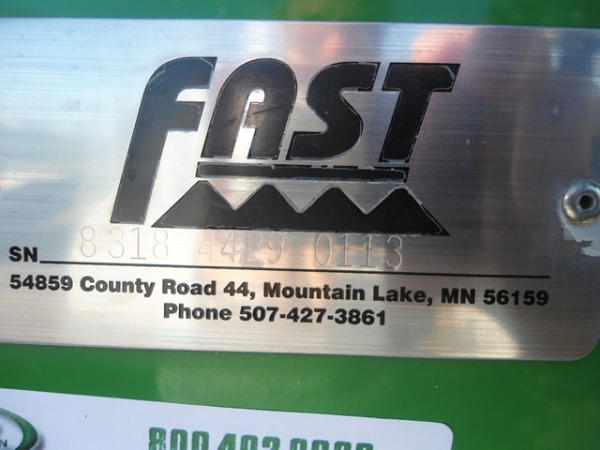 FAST
SN 8318 4429 0113
54859 County Road 44, Mountain Lake, MN 56159
Phone 507-427-3861